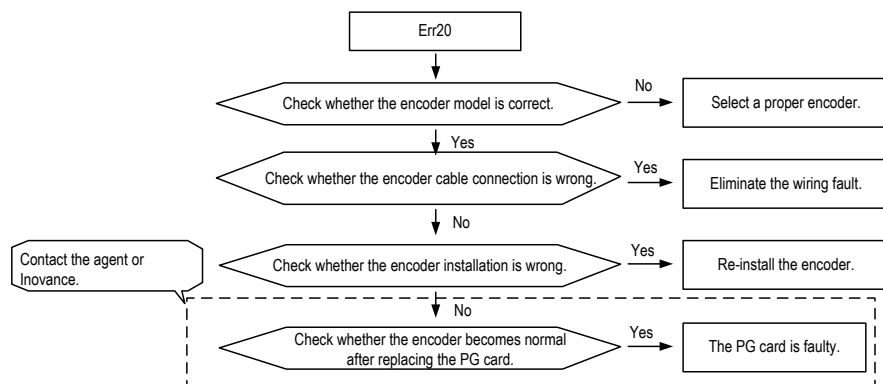 Err20
Check whether the encoder model is correct.
No
Select a proper encoder.
Yes
Check whether the encoder cable connection is wrong.
Yes
Eliminate the wiring fault.
No
Contact the agent or
Inovance.
Check whether the encoder installation is wrong.
Yes
Re-install the encoder.
No
Check whether the encoder becomes normal
after replacing the PG card.
Yes
The PG card is faulty.